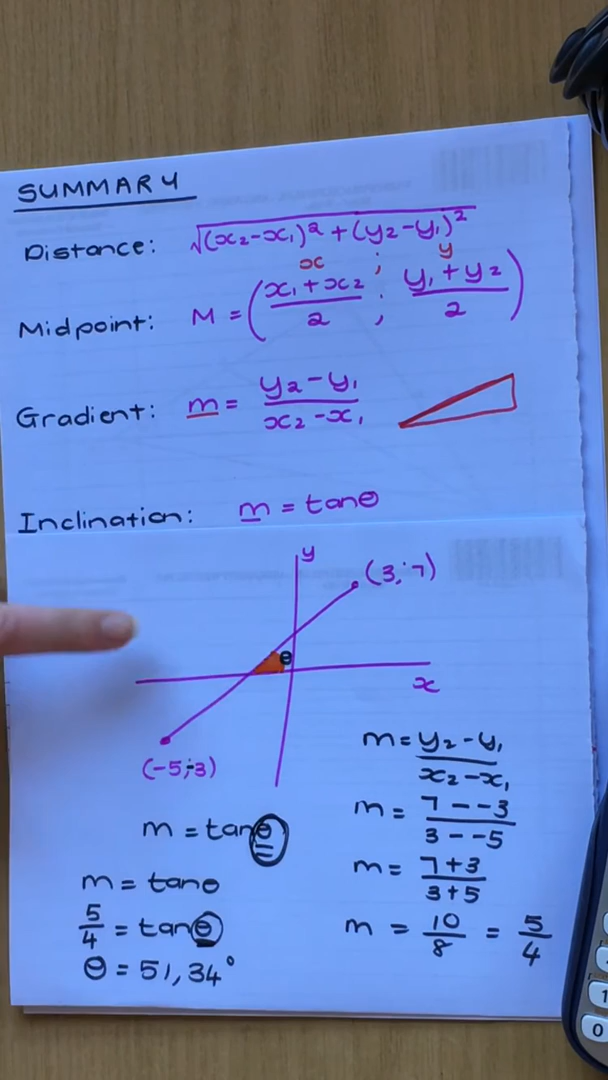 SUMMARY
Distance: √(x₂-x₁)² + (y₂-y₁)²
x ; y
Midpoint: M = (x₁ + x₂ / 2 ; y₁ + y₂ / 2)
Gradient: m = y₂ - y₁ / x₂ - x₁
Inclination: m = tanθ
y
(3;7)
θ
x
(-5;-3)
m = y₂ - y₁ / x₂ - x₁
m = 7 - -3 / 3 - -5
m = tanθ
m = 7+3 / 3+5
m = tanθ
m = 10/8 = 5/4
5/4 = tanθ
θ = 51,34°
1
0